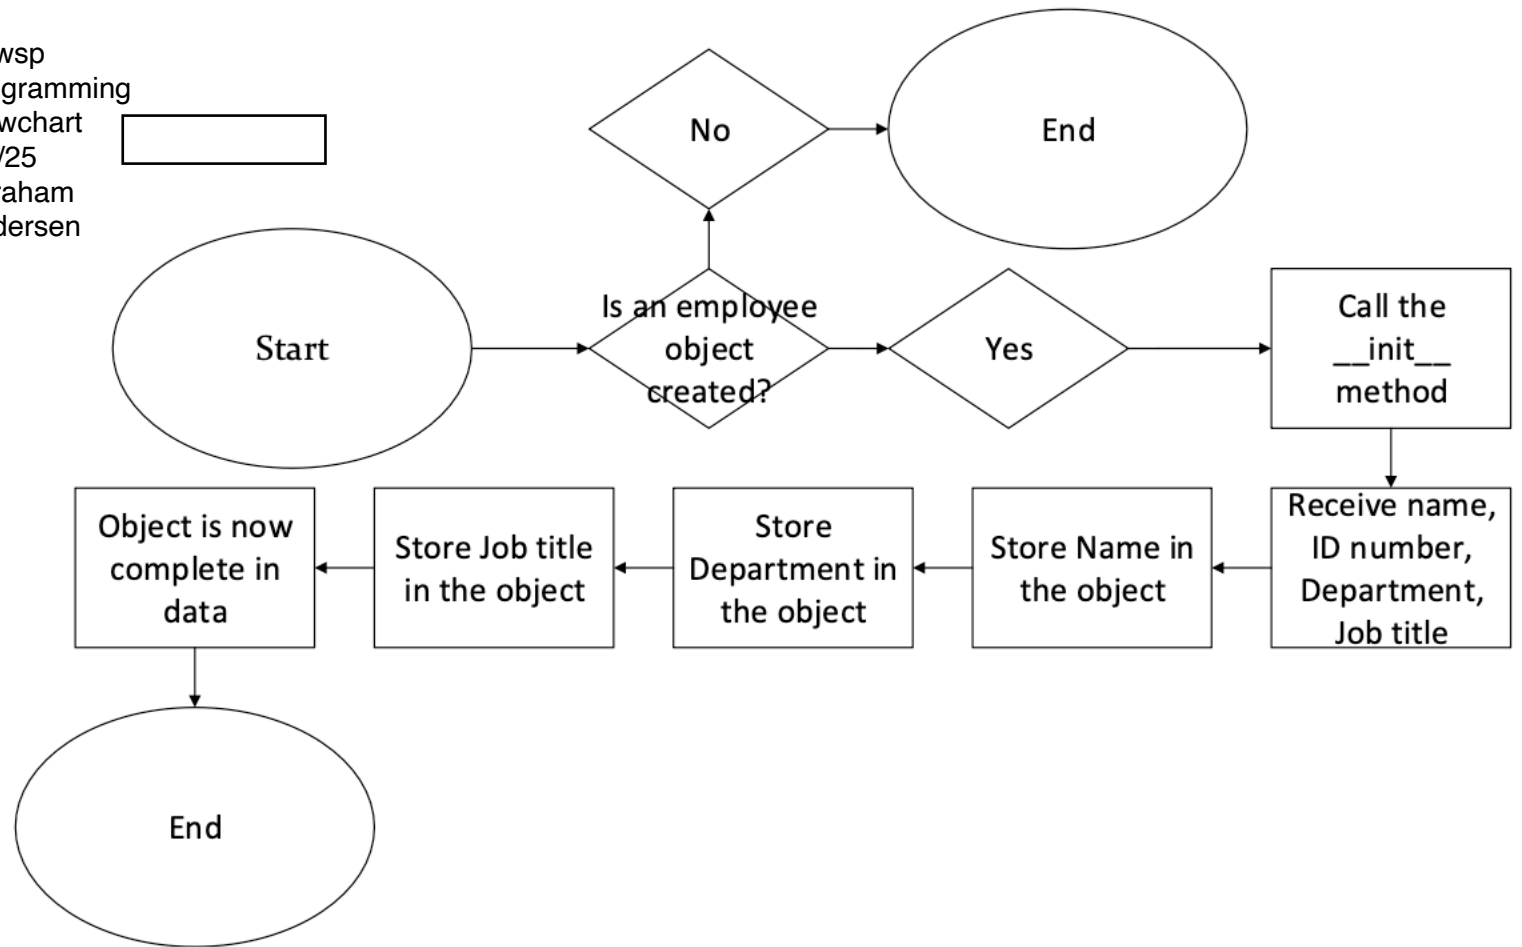 wsp
gramming
wchart
/25
raham
dersen
No
End
Start
Is an employee
object
created?
Yes
Call the
__init__
method
Receive name,
ID number,
Department,
Job title
Store Name in
the object
Store
Department in
the object
Store Job title
in the object
Object is now
complete in
data
End